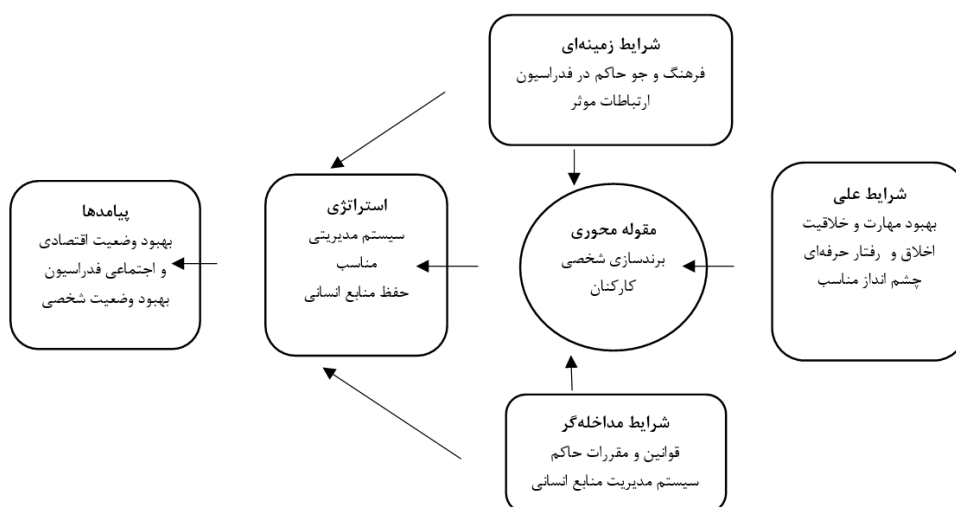 شرایط زمینه‌ای
فرهنگ و جو حاکم در فدراسیون
ارتباطات موثر
شرایط علی
بهبود مهارت و خلاقیت
اخلاق و رفتار حرفه‌ای
چشم انداز مناسب
مقوله محوری
برندسازی شخصی
کارکنان
استراتژی
سیستم مدیریتی
مناسب
حفظ منابع انسانی
پیامدها
بهبود وضعیت اقتصادی
و اجتماعی فدراسیون
بهبود وضعیت شخصی
شرایط مداخله‌گر
قوانین و مقررات حاکم
سیستم مدیریت منابع انسانی